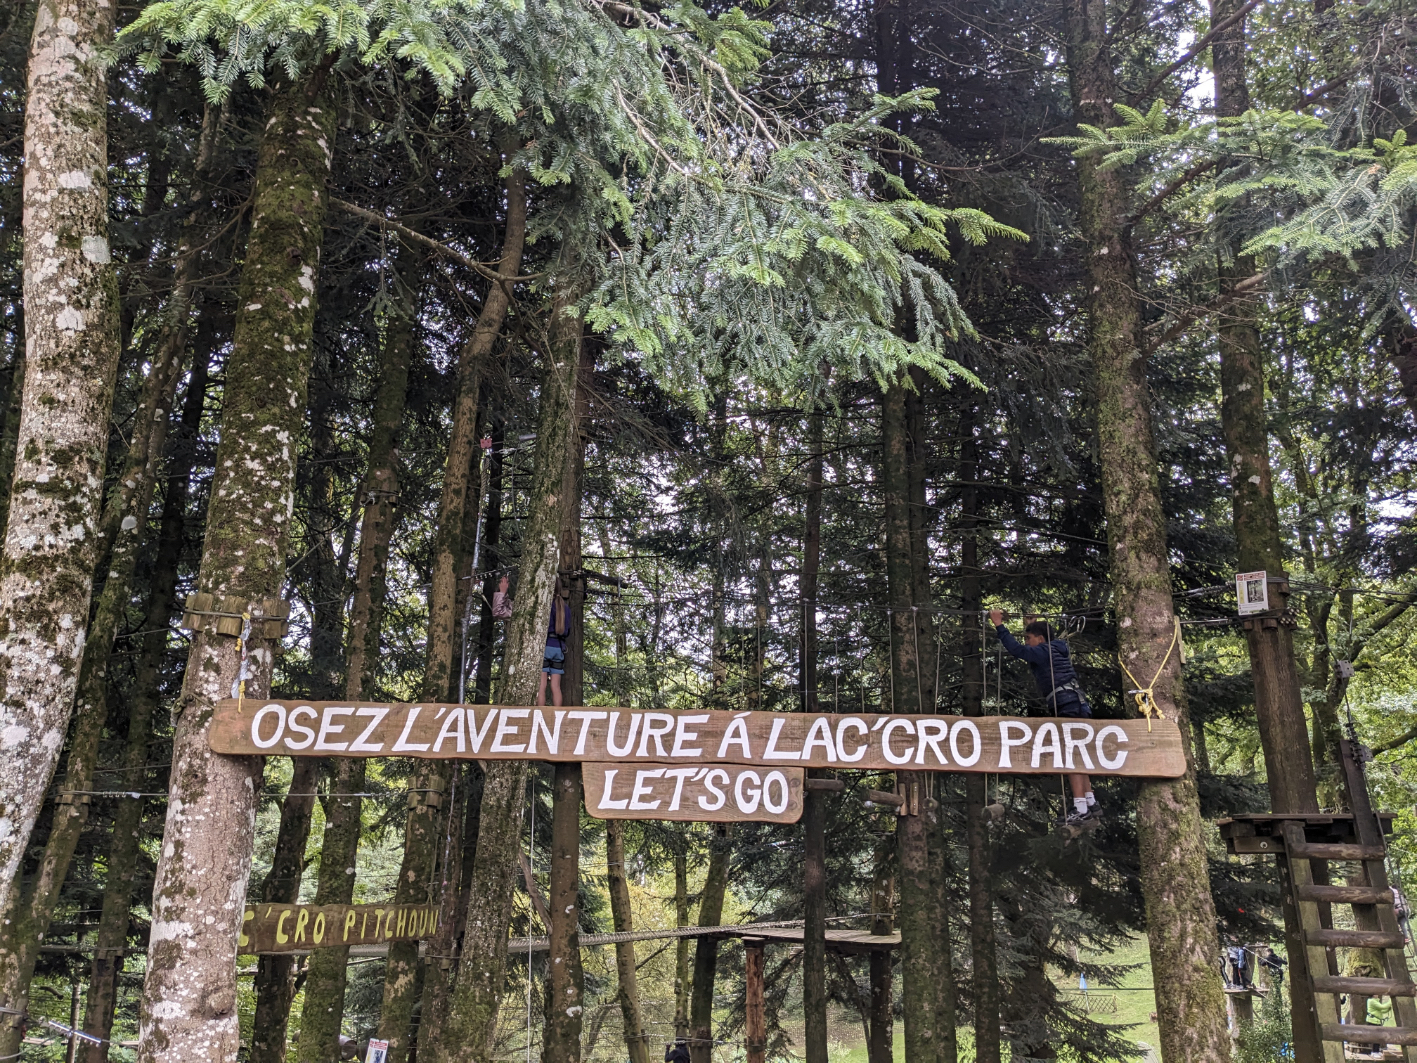 OSEZ L'AVENTURE Á LAC'CRO PARC
LET'S GO
C'CRO PITCHOUN